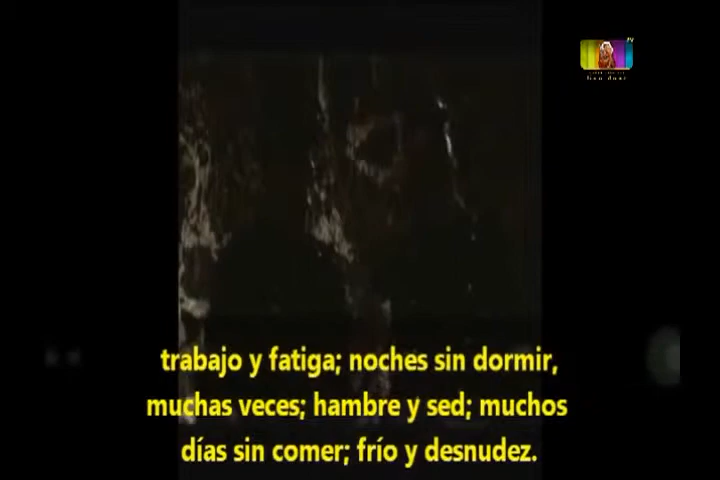 trabajo y fatiga; noches sin dormir,
muchas veces; hambre y sed; muchos
días sin comer; frío y desnudez.